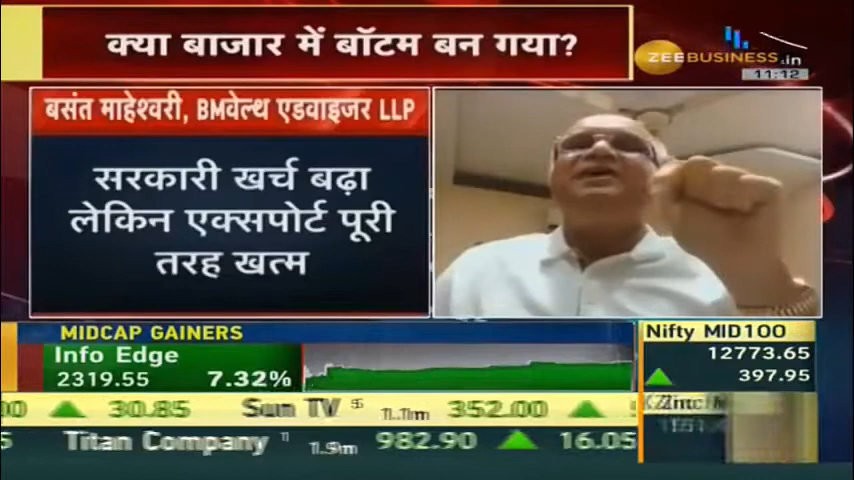 क्या बाजार में बॉटम बन गया?
ZEEBUSINESS.in
11:11:12
बसंत माहेश्वरी, BMवेल्थ एडवाइजर LLP
सरकारी खर्च बढ़ा
लेकिन एक्सपोर्ट पूरी
तरह खत्म
MIDCAP GAINERS
Info Edge
2319.55 7.32%
Nifty MID100
12773.65
397.95
30.85 Sun TV 1.1m 352.00
Titan Company 1.9m 982.90 16.05